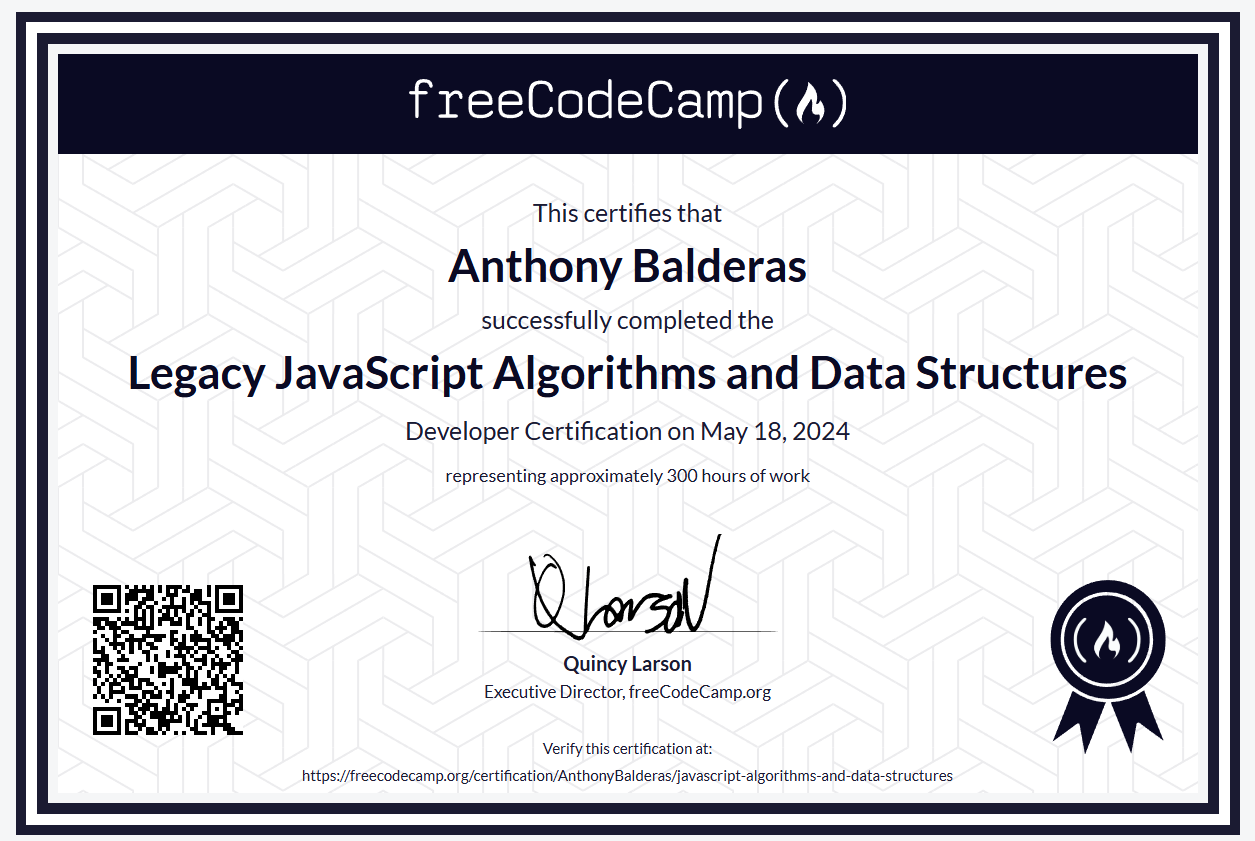 freeCodeCamp
This certifies that
Anthony Balderas
successfully completed the
Legacy JavaScript Algorithms and Data Structures
Developer Certification on May 18, 2024
representing approximately 300 hours of work
Q Larson
Quincy Larson
Executive Director, freeCodeCamp.org
Verify this certification at:
https://freecodecamp.org/certification/AnthonyBalderas/javascript-algorithms-and-data-structures